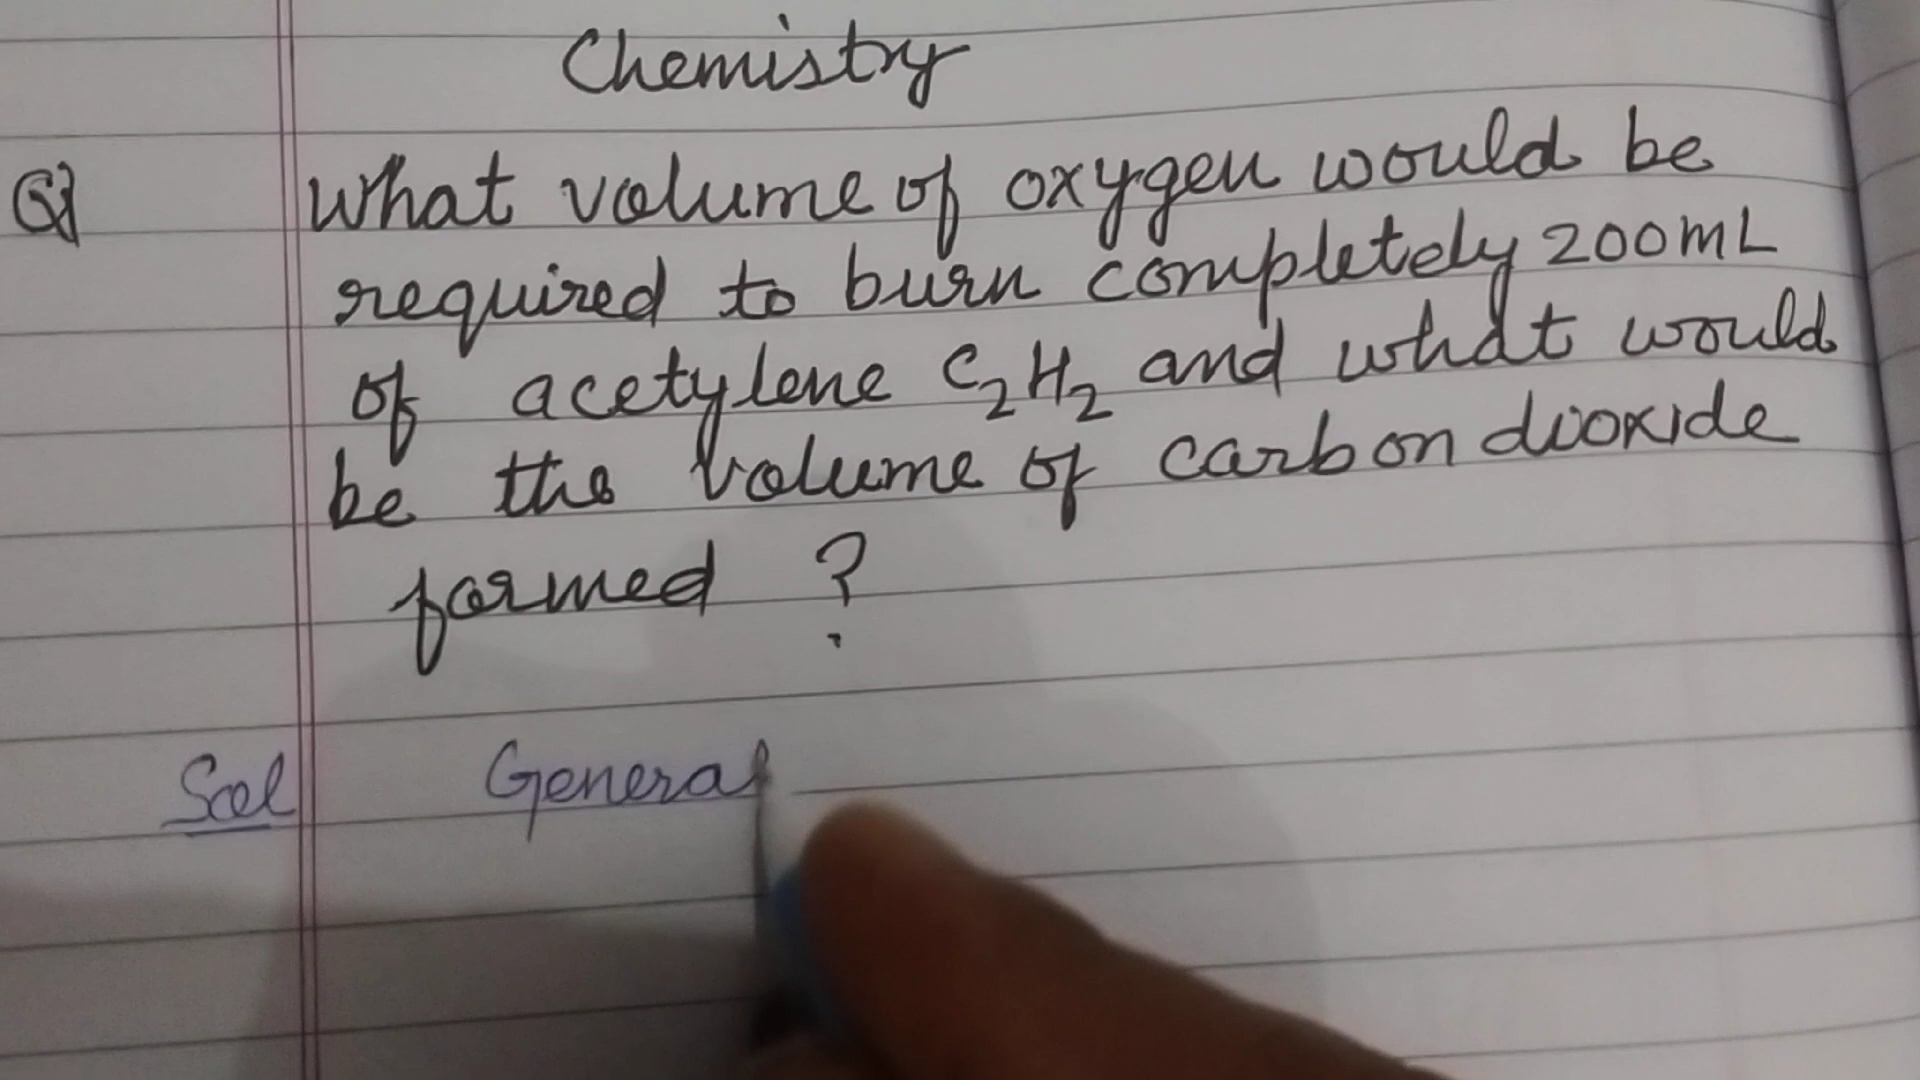 Chemistry
Q) What volume of oxygen would be
required to burn completely 200mL
of acetylene C₂H₂ and what would
be the volume of carbon diooxide
formed ?
Sol General